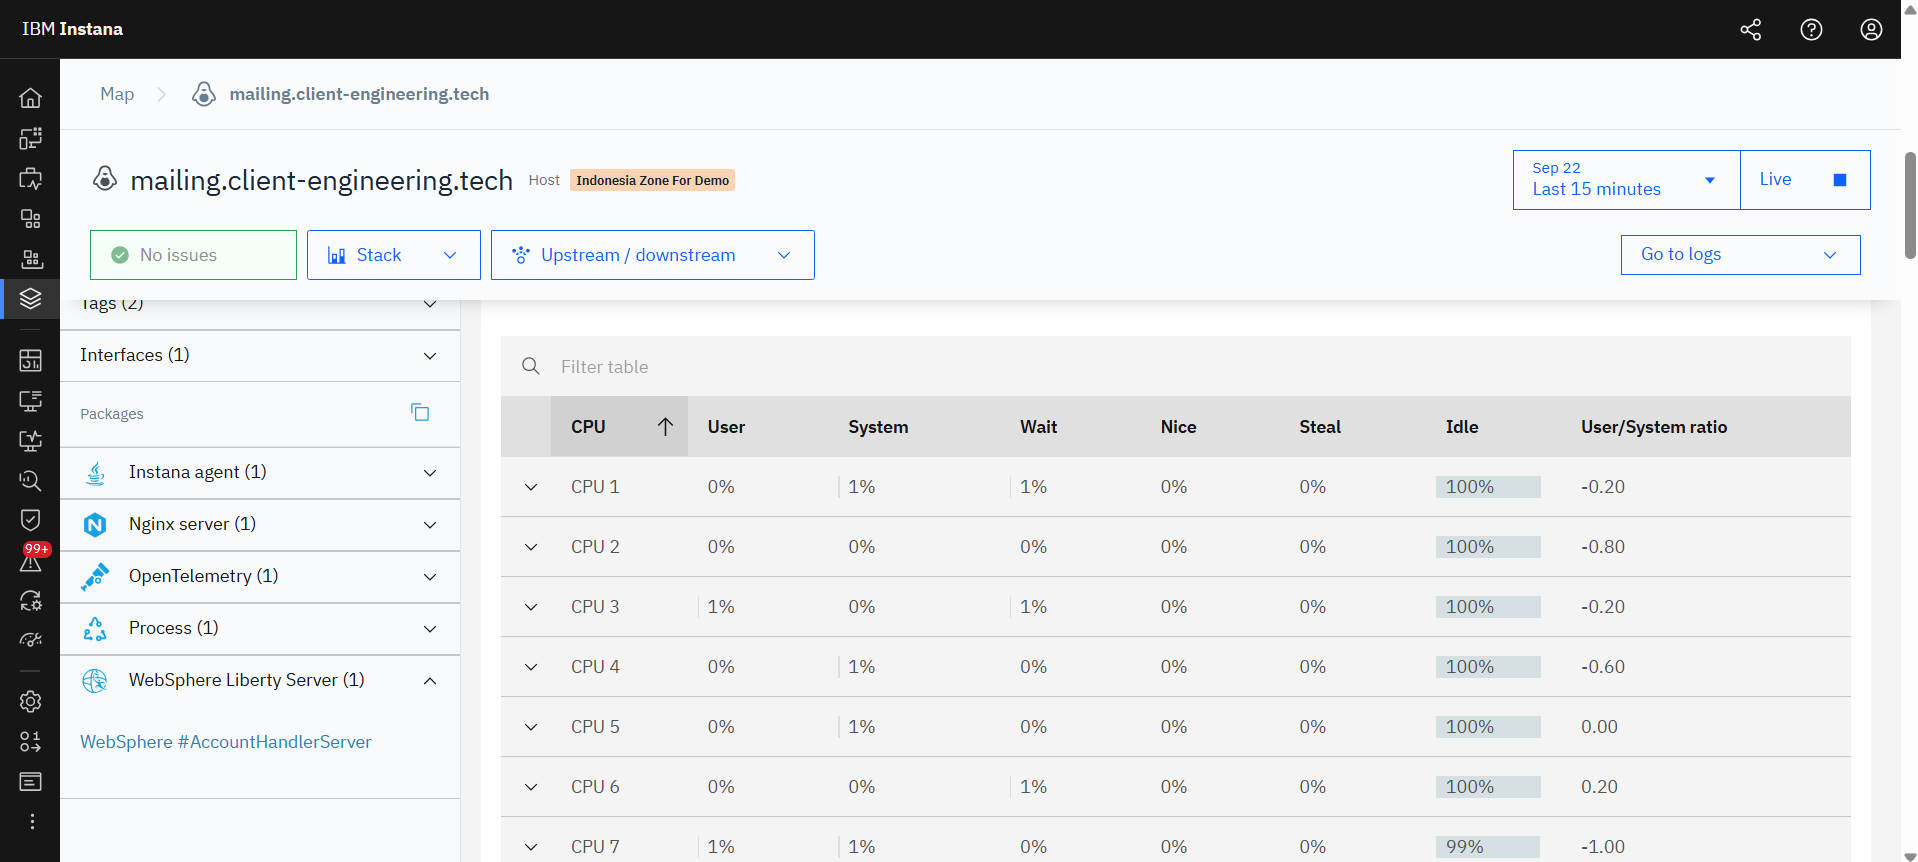 IBM Instana
Map
mailing.client-engineering.tech
mailing.client-engineering.tech Host Indonesia Zone For Demo
Sep 22
Last 15 minutes
Live
No issues
Stack
Upstream / downstream
Go to logs
Tags (2)
Interfaces (1)
Packages
Instana agent (1)
Nginx server (1)
OpenTelemetry (1)
Process (1)
WebSphere Liberty Server (1)
WebSphere #AccountHandlerServer
99+
Filter table
CPU User System Wait Nice Steal Idle User/System ratio
CPU 1 0% 1% 1% 0% 0% 100% -0.20
CPU 2 0% 0% 0% 0% 0% 100% -0.80
CPU 3 1% 0% 1% 0% 0% 100% -0.20
CPU 4 0% 1% 0% 0% 0% 100% -0.60
CPU 5 0% 1% 0% 0% 0% 100% 0.00
CPU 6 0% 0% 1% 0% 0% 100% 0.20
CPU 7 1% 1% 0% 0% 0% 99% -1.00